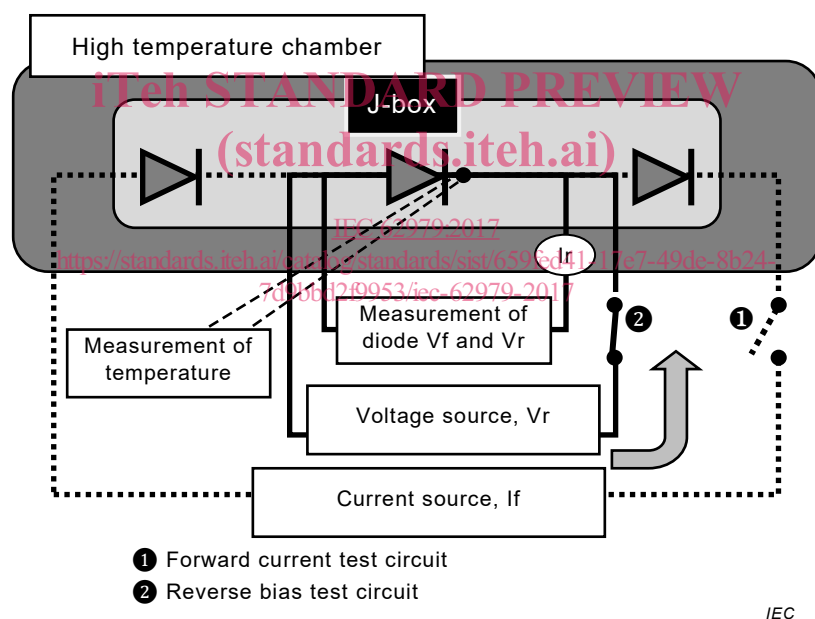 High temperature chamber
iTeh STANDARD PREVIEW
J-box
(standards.iteh.ai)
IEC 62979:2017
Ir
https://standards.iteh.ai/catalog/standards/sist/659fed41-17e7-49de-8b24-
7d9bbd2f9953/iec-62979-2017
Measurement of
diode Vf and Vr
❷
❶
Measurement of
temperature
Voltage source, Vr
Current source, If
❶ Forward current test circuit
❷ Reverse bias test circuit
IEC